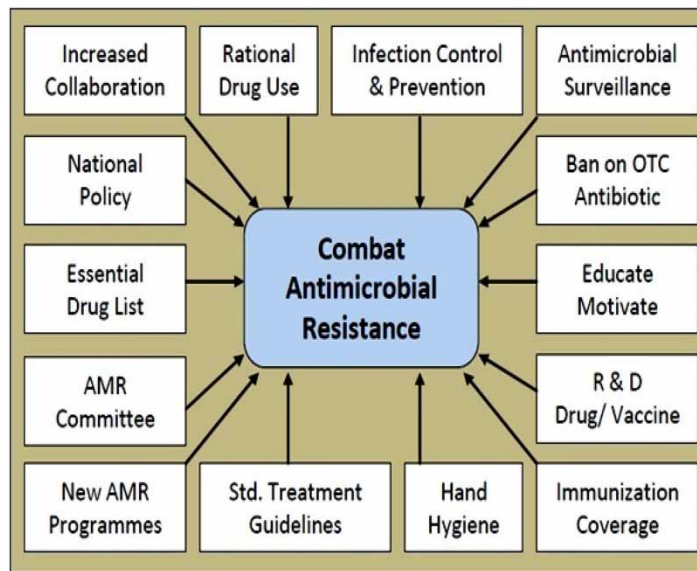 Increased
Collaboration
Rational
Drug Use
Infection Control
& Prevention
Antimicrobial
Surveillance
National
Policy
Ban on OTC
Antibiotic
Combat
Antimicrobial
Resistance
Essential
Drug List
Educate
Motivate
AMR
Committee
R & D
Drug/ Vaccine
New AMR
Programmes
Std. Treatment
Guidelines
Hand
Hygiene
Immunization
Coverage